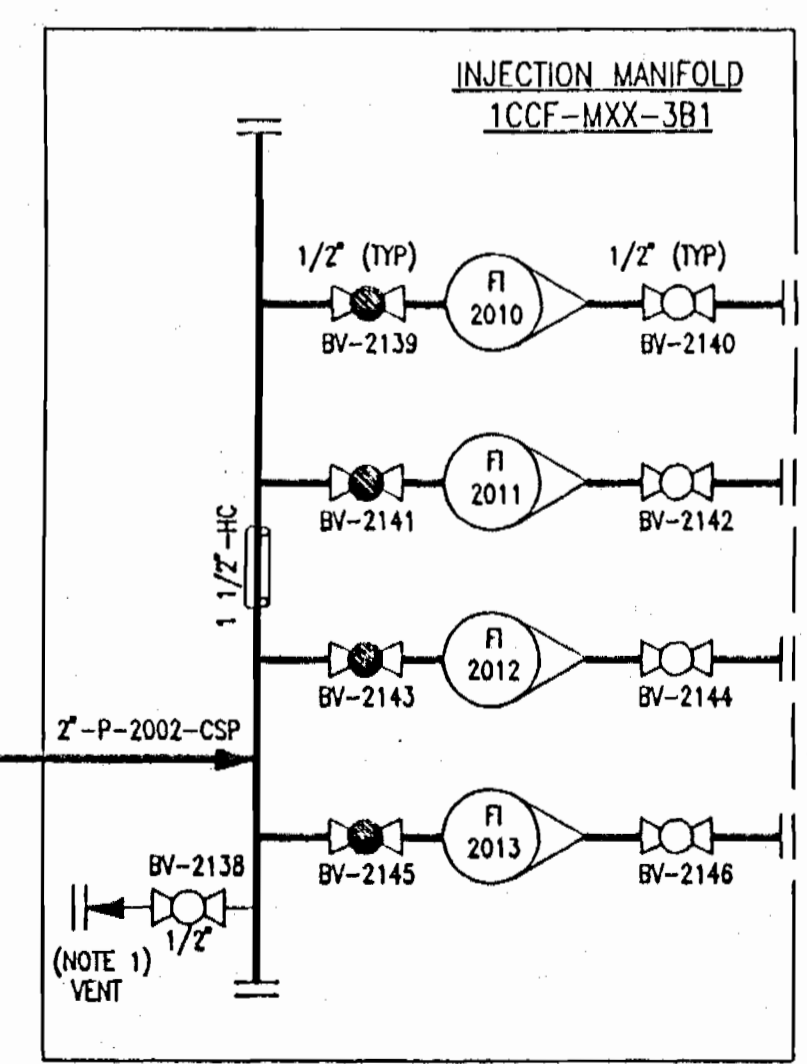 INJECTION MANIFOLD
1CCF-MXX-3B1
1/2" (TYP)
1/2" (TYP)
FI
2010
BV-2139
BV-2140
FI
2011
BV-2141
BV-2142
1 1/2"-HC
FI
2012
BV-2143
BV-2144
2"-P-2002-CSP
FI
2013
BV-2145
BV-2146
BV-2138
1/2"
(NOTE 1)
VENT